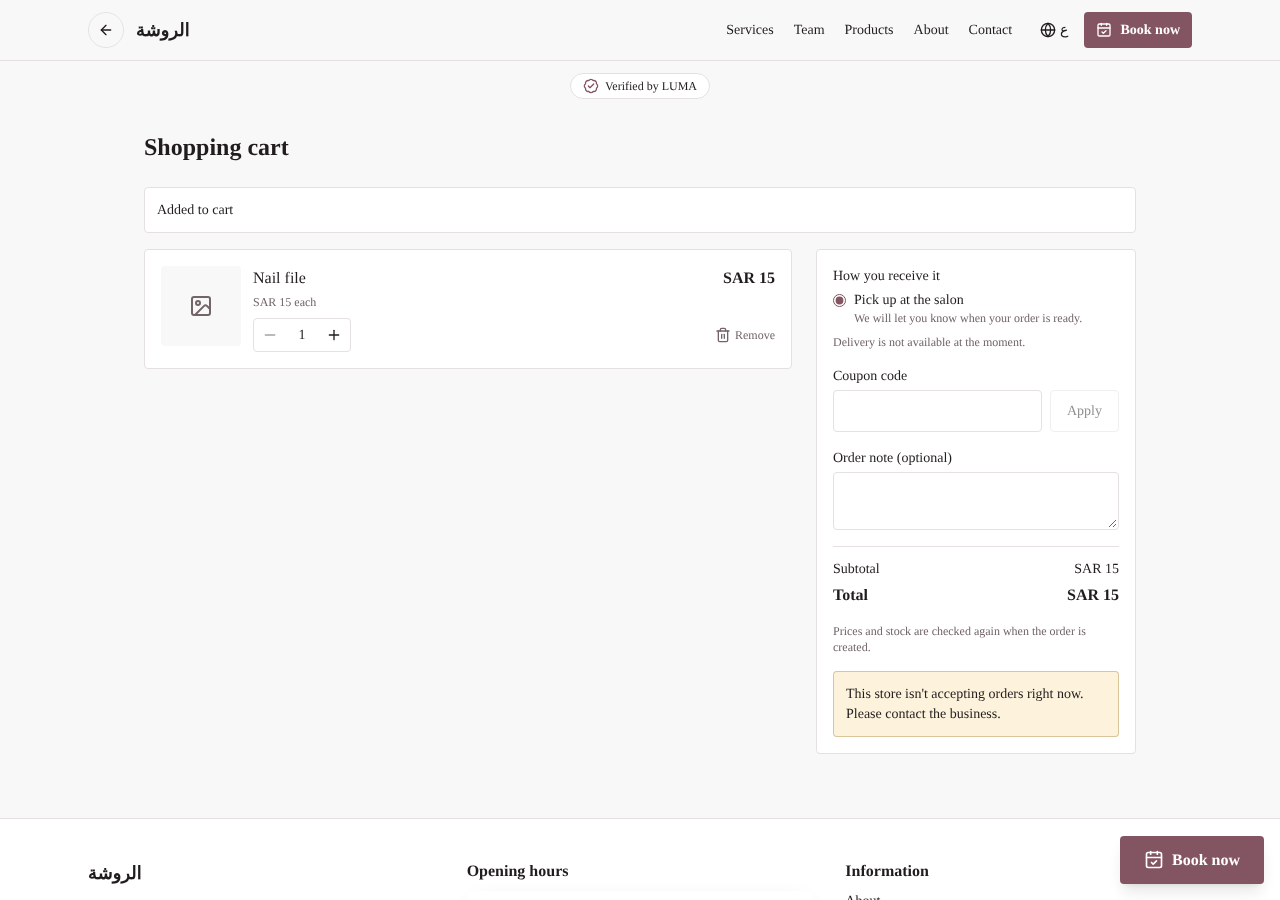 الروشة
Services
Team
Products
About
Contact
ع
Book now
Verified by LUMA
Shopping cart
Added to cart
Nail file
SAR 15
SAR 15 each
1
Remove
How you receive it
Pick up at the salon
We will let you know when your order is ready.
Delivery is not available at the moment.
Coupon code
Apply
Order note (optional)
Subtotal
SAR 15
Total
SAR 15
Prices and stock are checked again when the order is
created.
This store isn't accepting orders right now.
Please contact the business.
الروشة
Opening hours
Information
About
Book now